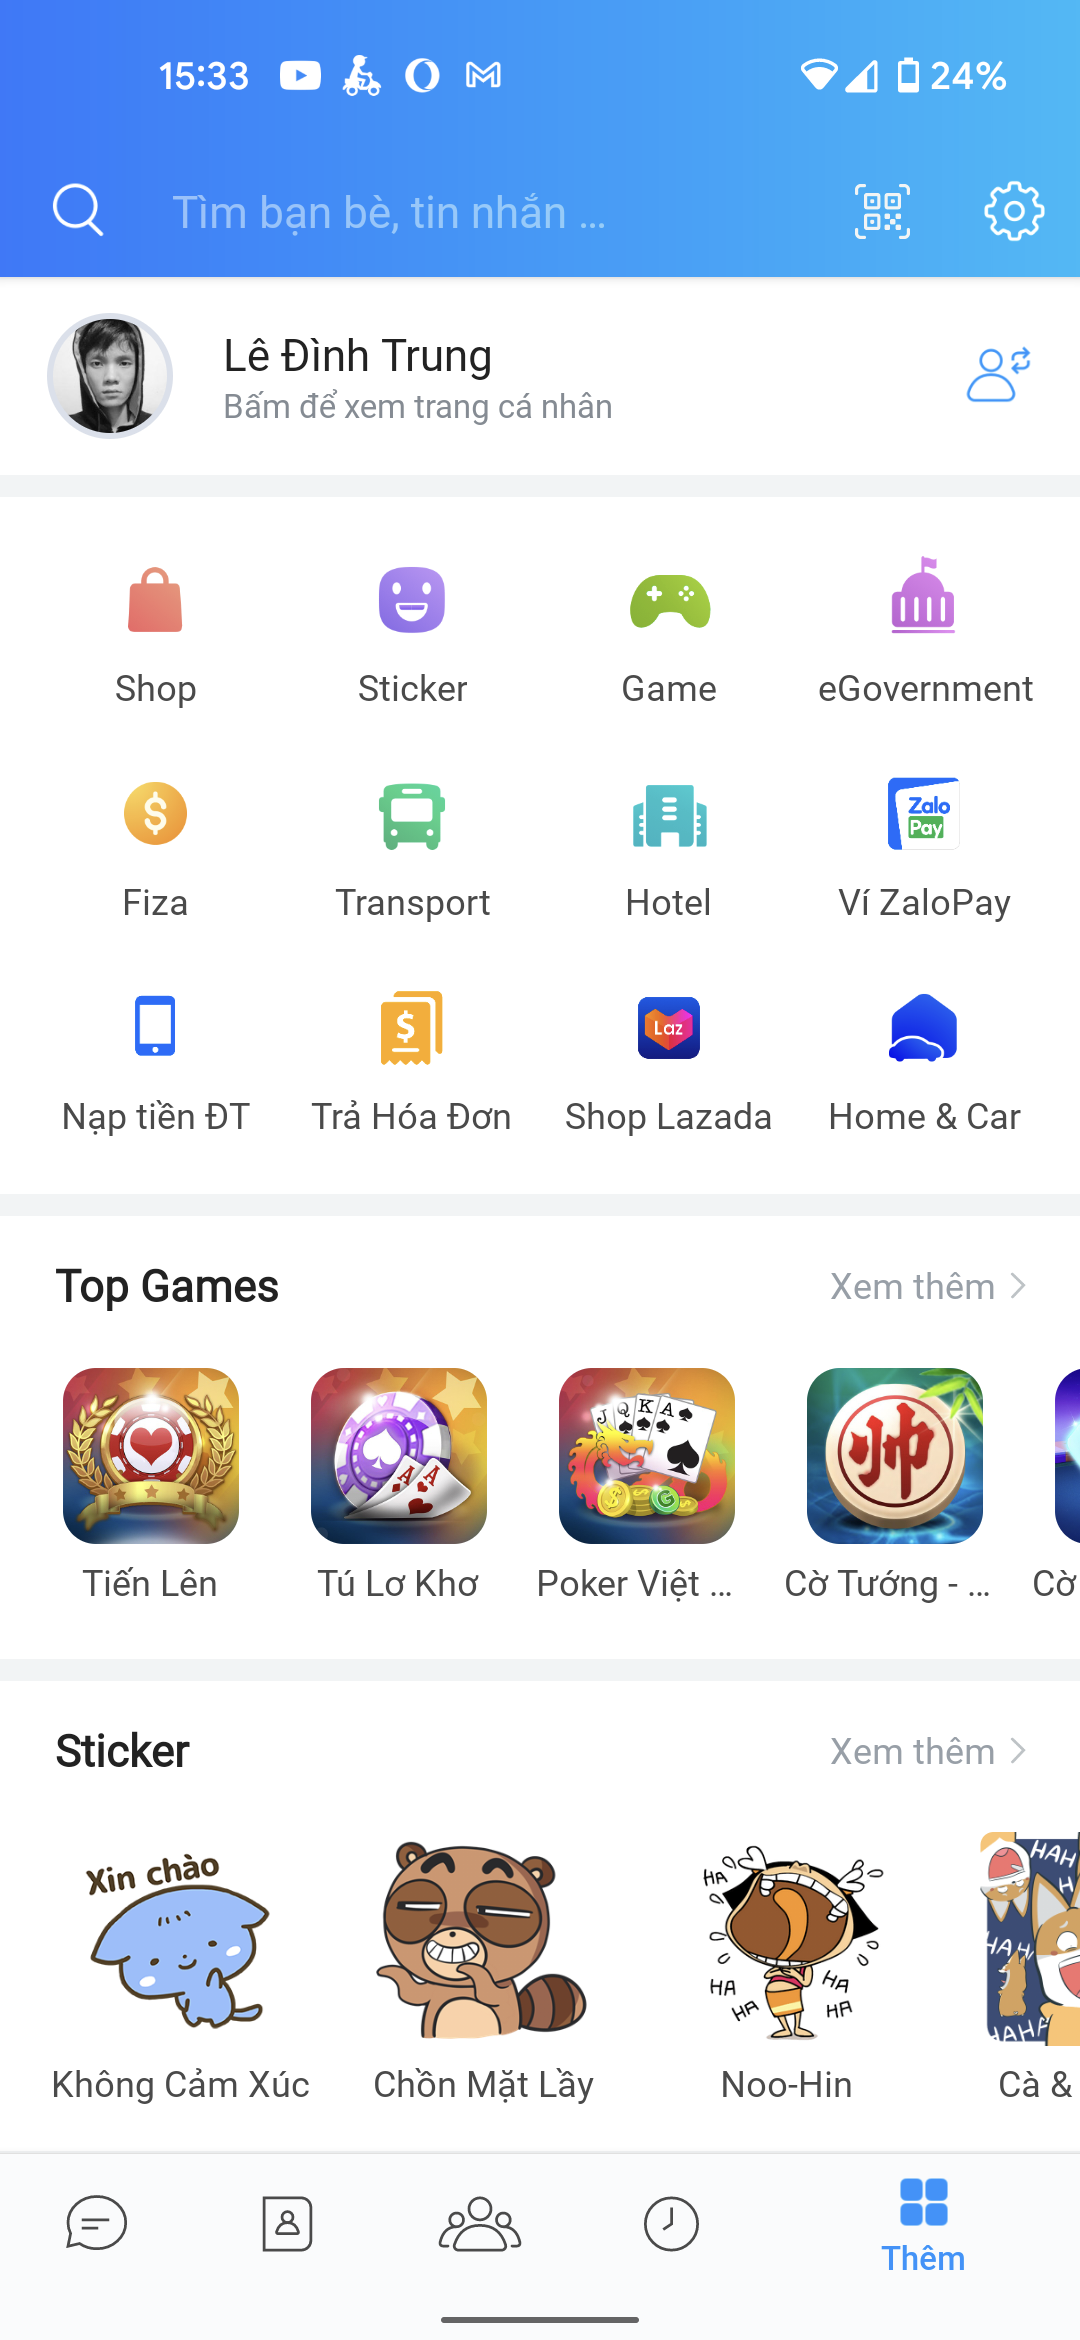 15:33
24%
Tìm bạn bè, tin nhắn ...
Lê Đình Trung
Bấm để xem trang cá nhân
Shop
Sticker
Game
eGovernment
Zalo
Pay
Fiza
Transport
Hotel
Ví ZaloPay
Laz
Nạp tiền ĐT
Trả Hóa Đơn
Shop Lazada
Home & Car
Top Games
Xem thêm
J Q K A
A A
帅
G
Tiến Lên
Tú Lơ Khơ
Poker Việt ...
Cờ Tướng - ...
Cờ
Sticker
Xem thêm
Xin chào
HA
HA
HA
HA
HA
HAH
H
HA H
HAHA
Không Cảm Xúc
Chồn Mặt Lầy
Noo-Hin
Cà &
Thêm